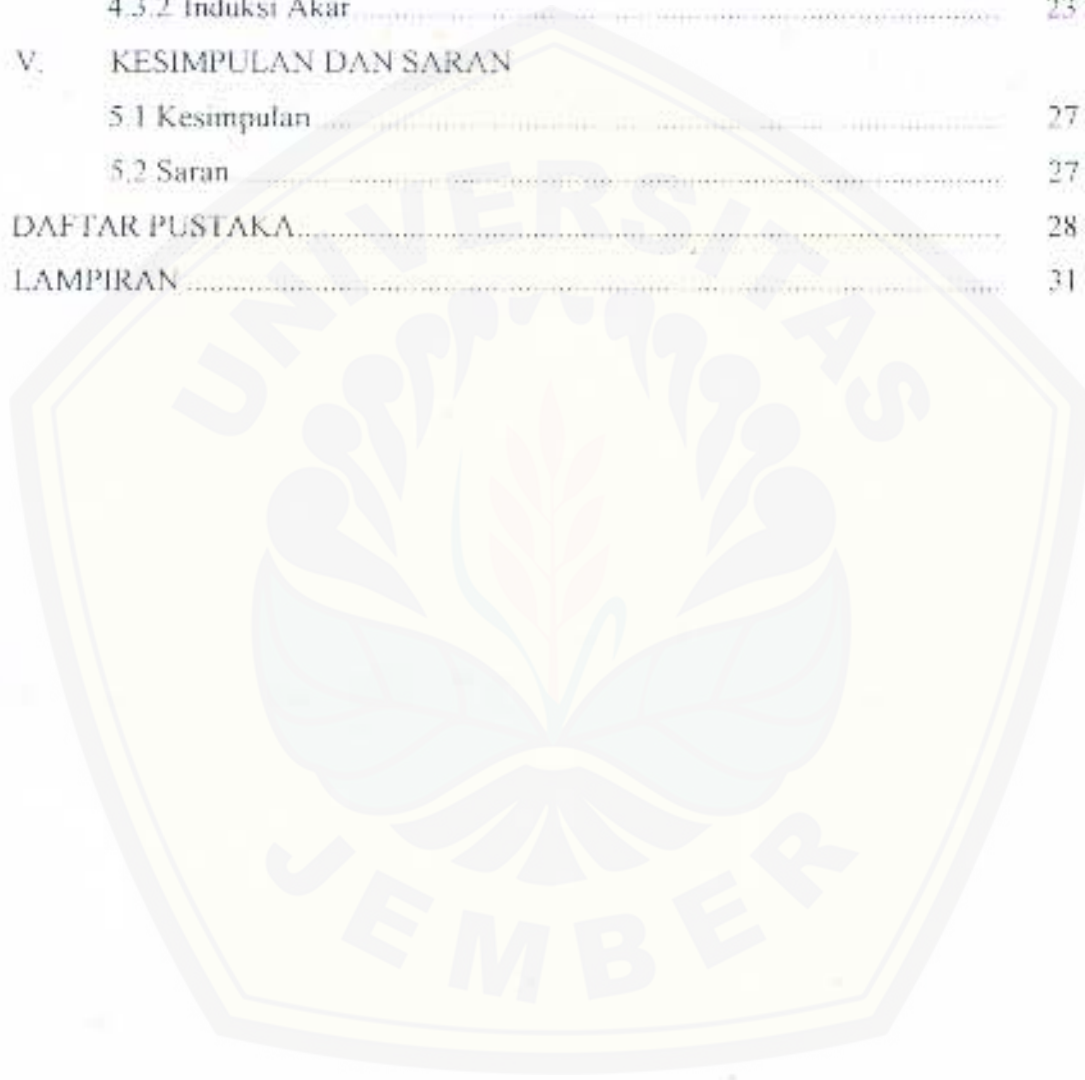 4.3.2 Induksi Akar ........ 23
V. KESIMPULAN DAN SARAN
5.1 Kesimpulan ........ 27
5.2 Saran ........ 27
DAFTAR PUSTAKA ........ 28
LAMPIRAN ........ 31
UNIVERSITAS
JEMBER